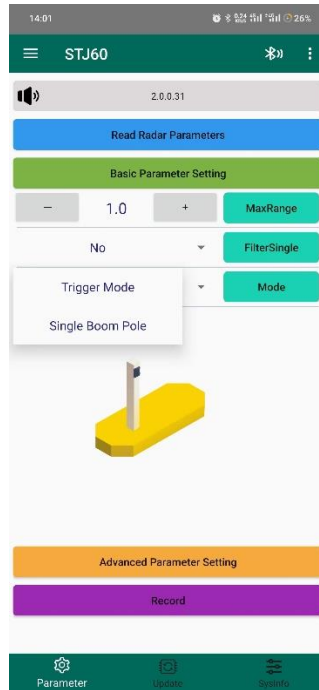 14:01
26%
STJ60
2.0.0.31
Read Radar Parameters
Basic Parameter Setting
− 1.0 + MaxRange
No FilterSingle
Trigger Mode Mode
Single Boom Pole
Advanced Parameter Setting
Record
Parameter Update SysInfo